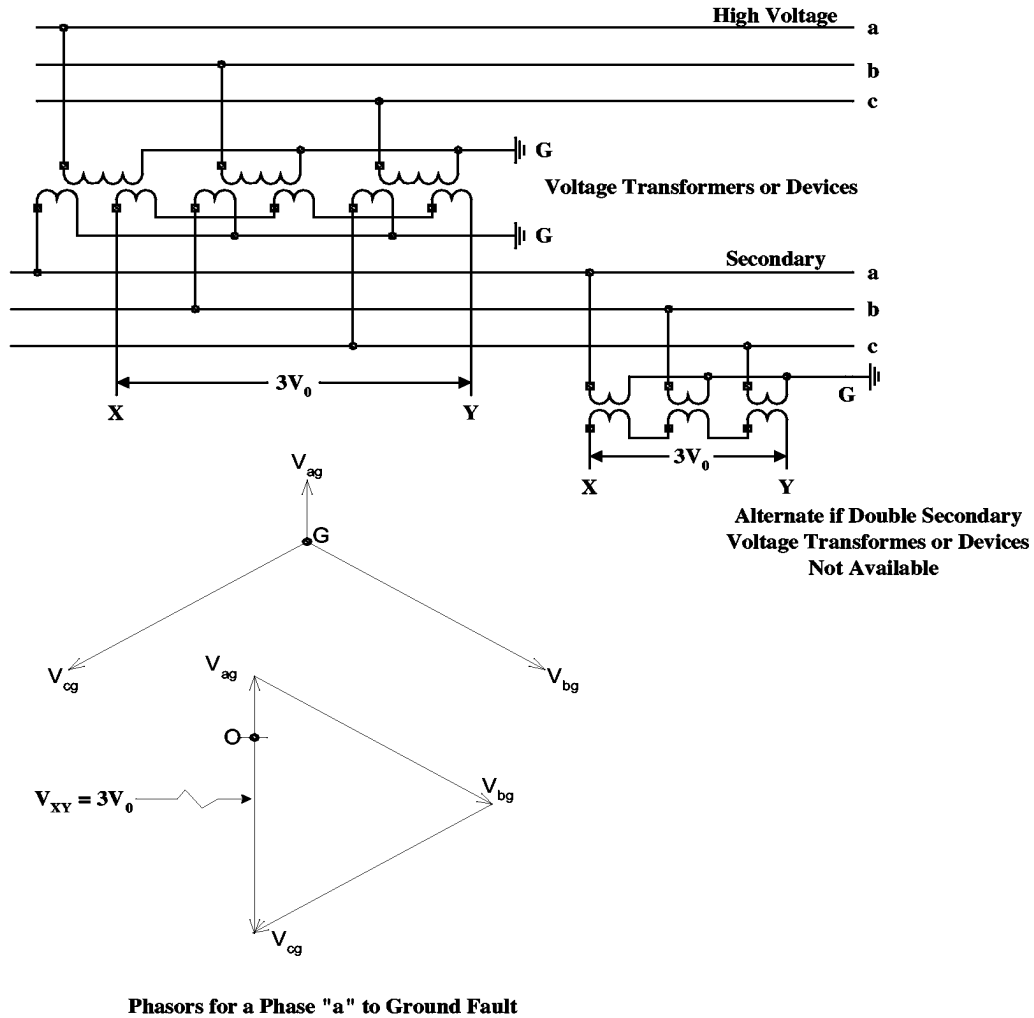 High Voltage
a
b
c
G
Voltage Transformers or Devices
G
Secondary
a
b
c
3V0
G
X
Y
3V0
X
Y
Alternate if Double Secondary
Voltage Transformes or Devices
Not Available
Vag
G
Vcg
Vbg
Vag
O
VXY = 3V0
Vbg
Vcg
Phasors for a Phase "a" to Ground Fault